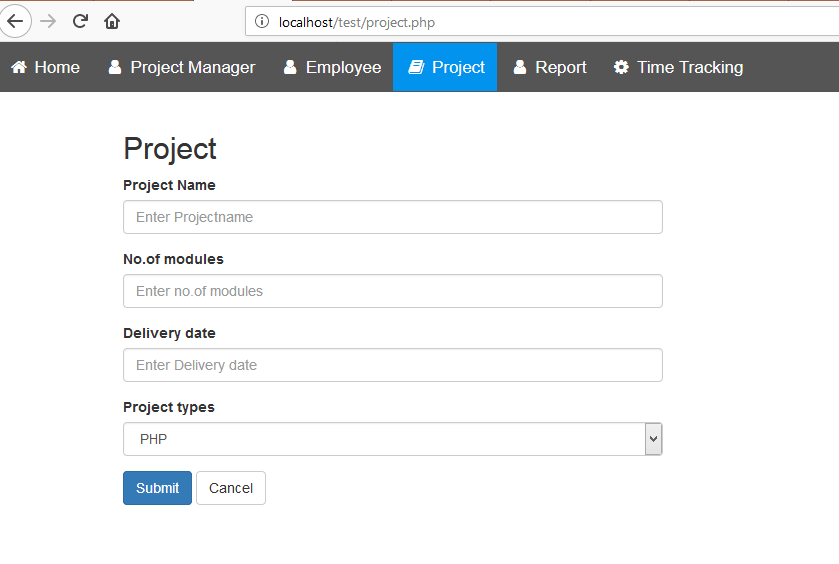 localhost/test/project.php
Home Project Manager Employee Project Report Time Tracking
Project
Project Name
Enter Projectname
No.of modules
Enter no.of modules
Delivery date
Enter Delivery date
Project types
PHP
Submit Cancel